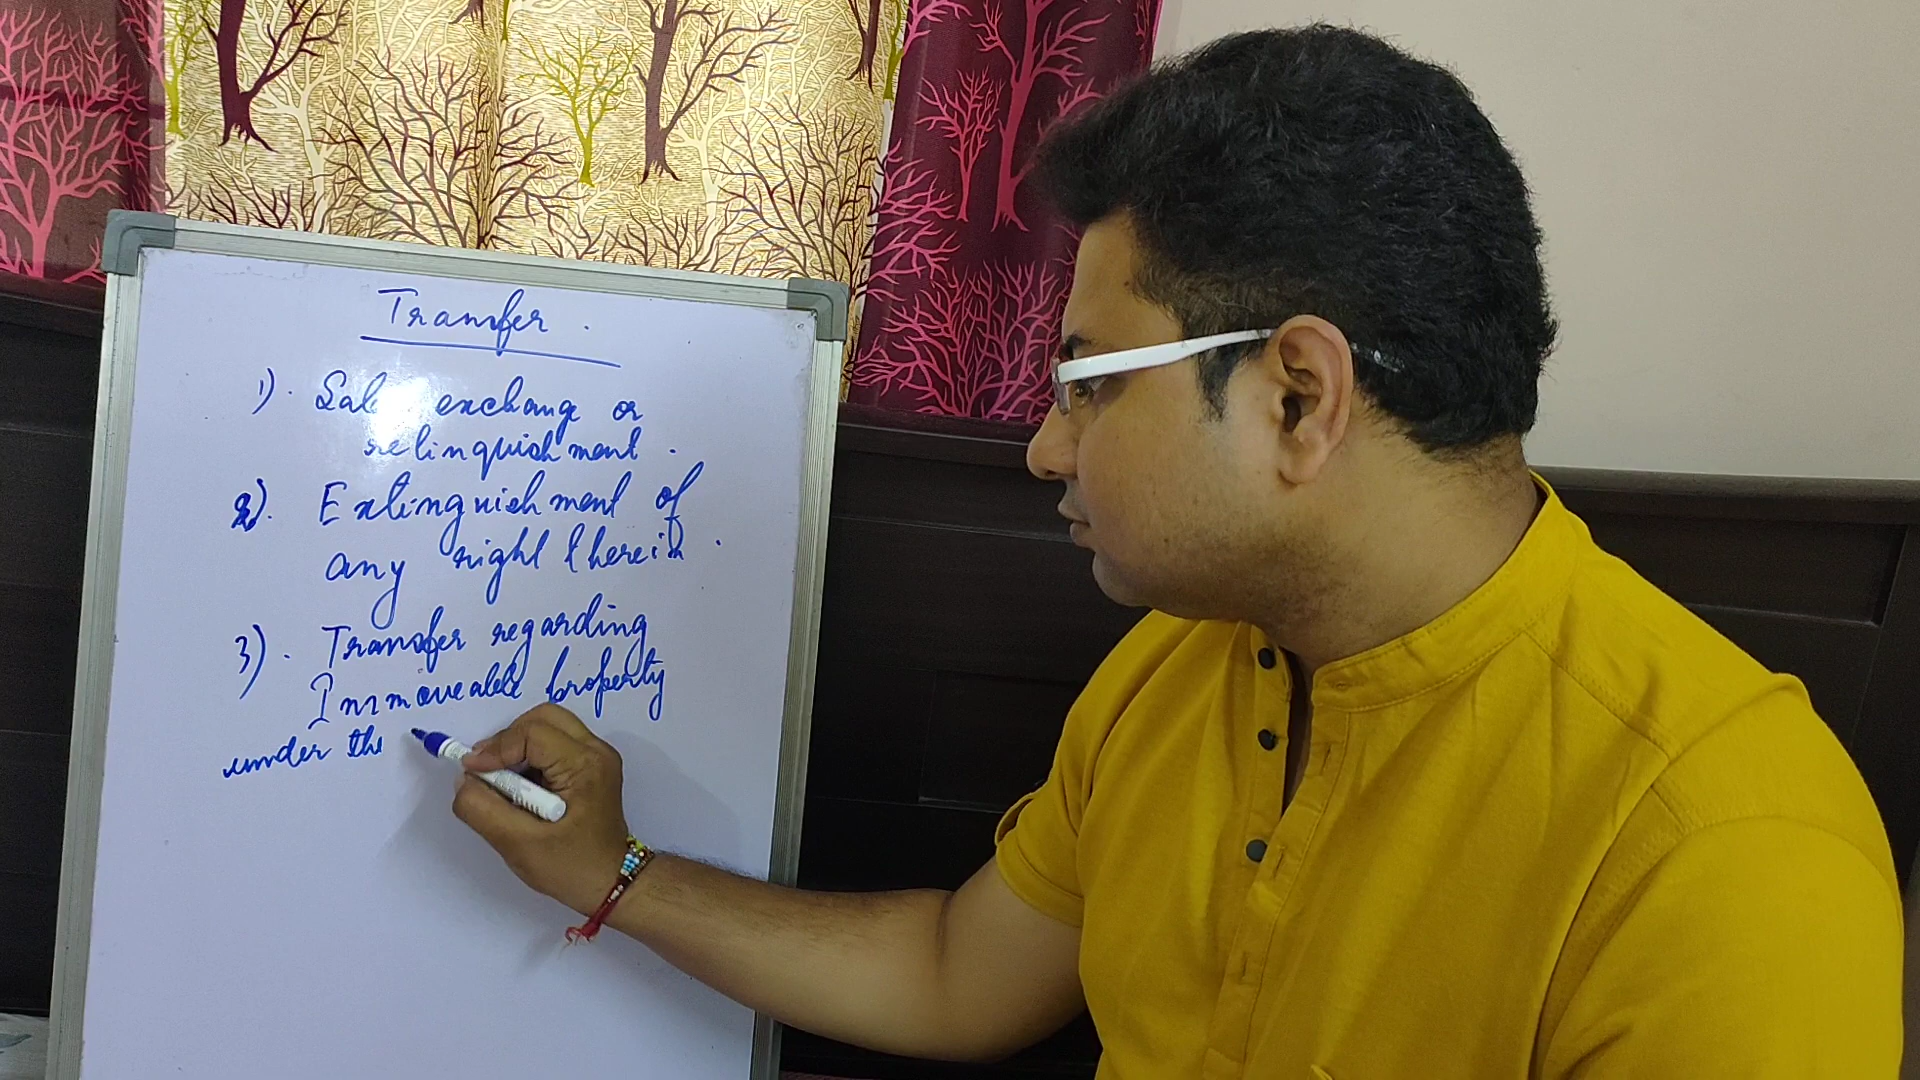 Transfer.
1). Sale exchange or
relinquishment.
2). Extinguishment of
any right therein.
3). Transfer regarding
Immoveable property
under the